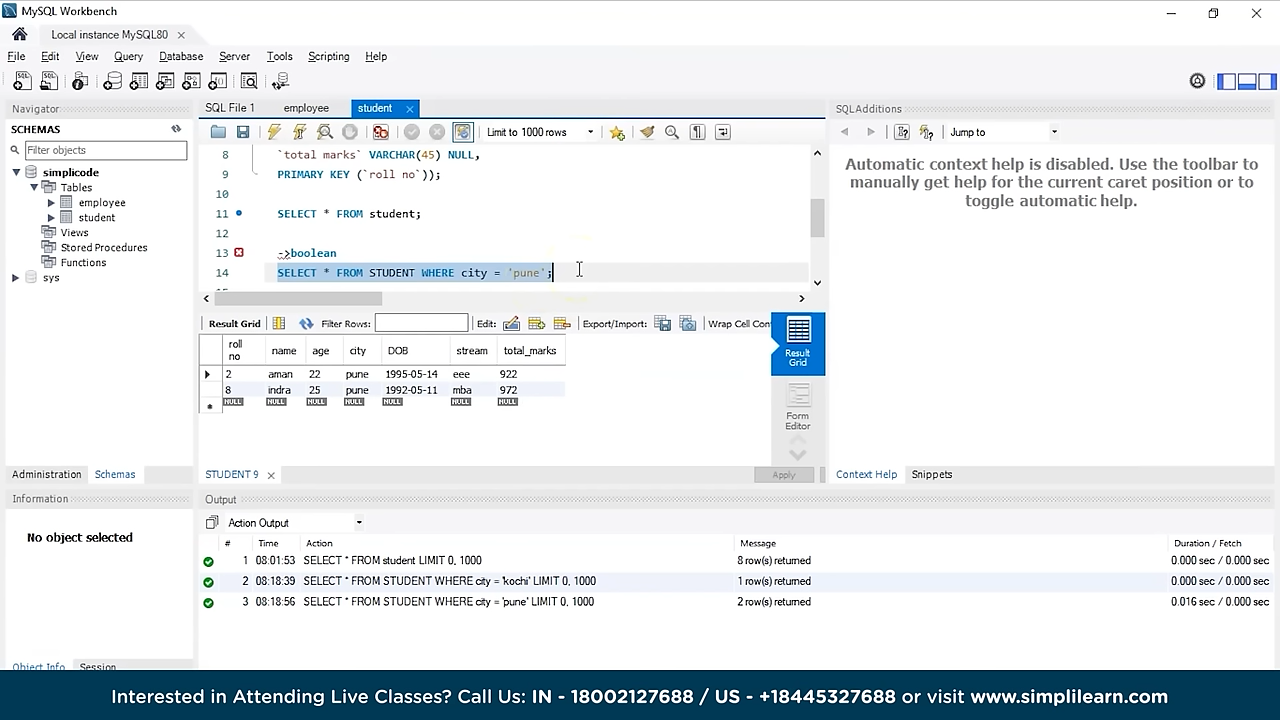 MySQL Workbench
Local instance MySQL80
File Edit View Query Database Server Tools Scripting Help
Navigator
SCHEMAS
Filter objects
simplicode
Tables
employee
student
Views
Stored Procedures
Functions
sys
Administration Schemas
Information
No object selected
Object Info Session
SQL File 1 employee student
Limit to 1000 rows
8 `total marks` VARCHAR(45) NULL,
9 PRIMARY KEY (`roll no`));
10
11 SELECT * FROM student;
12
13 ->boolean
14 SELECT * FROM STUDENT WHERE city = 'pune';
Result Grid Filter Rows: Edit: Export/Import: Wrap Cell Con
roll no name age city DOB stream total_marks
2 aman 22 pune 1995-05-14 eee 922
8 indra 25 pune 1992-05-11 mba 972
NULL NULL NULL NULL NULL NULL NULL
Result Grid
Form Editor
STUDENT 9
Apply
SQLAdditions
Jump to
Automatic context help is disabled. Use the toolbar to
manually get help for the current caret position or to
toggle automatic help.
Context Help Snippets
Output
Action Output
# Time Action Message Duration / Fetch
1 08:01:53 SELECT * FROM student LIMIT 0, 1000 8 row(s) returned 0.000 sec / 0.000 sec
2 08:18:39 SELECT * FROM STUDENT WHERE city = 'kochi' LIMIT 0, 1000 1 row(s) returned 0.000 sec / 0.000 sec
3 08:18:56 SELECT * FROM STUDENT WHERE city = 'pune' LIMIT 0, 1000 2 row(s) returned 0.016 sec / 0.000 sec
Interested in Attending Live Classes? Call Us: IN - 18002127688 / US - +18445327688 or visit www.simplilearn.com